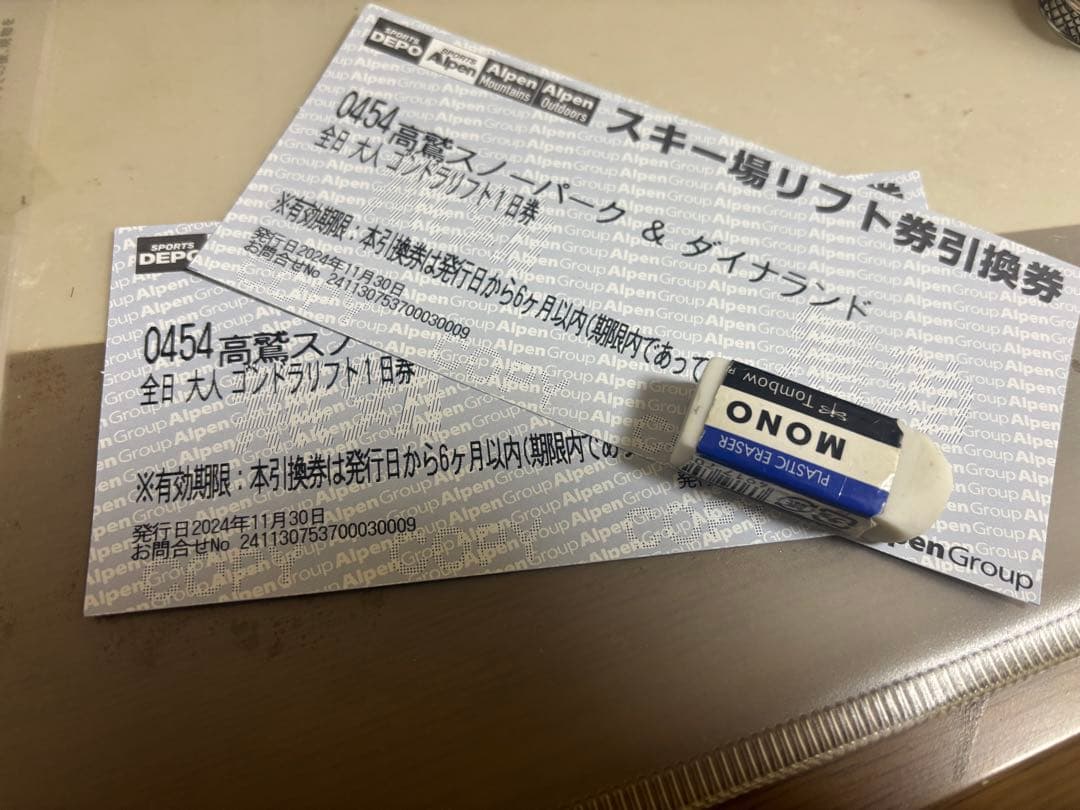 SPORTS DEPO
SPORTS Alpen
Alpen Mountains
Alpen Outdoors
スキー場リフト券引換券
0454 高鷲スノーパーク & ダイナランド
全日 大人 ゴンドラリフト1日券
※有効期限:本引換券は発行日から6ヶ月以内(期限内であって
発行日2024年11月30日
お問合せNo 241130753700030009
SPORTS DEPO
0454 高鷲スノ
全日 大人 ゴンドラリフト1日券
※有効期限:本引換券は発行日から6ヶ月以内(期限内であっ
発行日2024年11月30日
お問合せNo 241130753700030009
Tombow
MONO
PLASTIC ERASER
Alpen Group
COPY